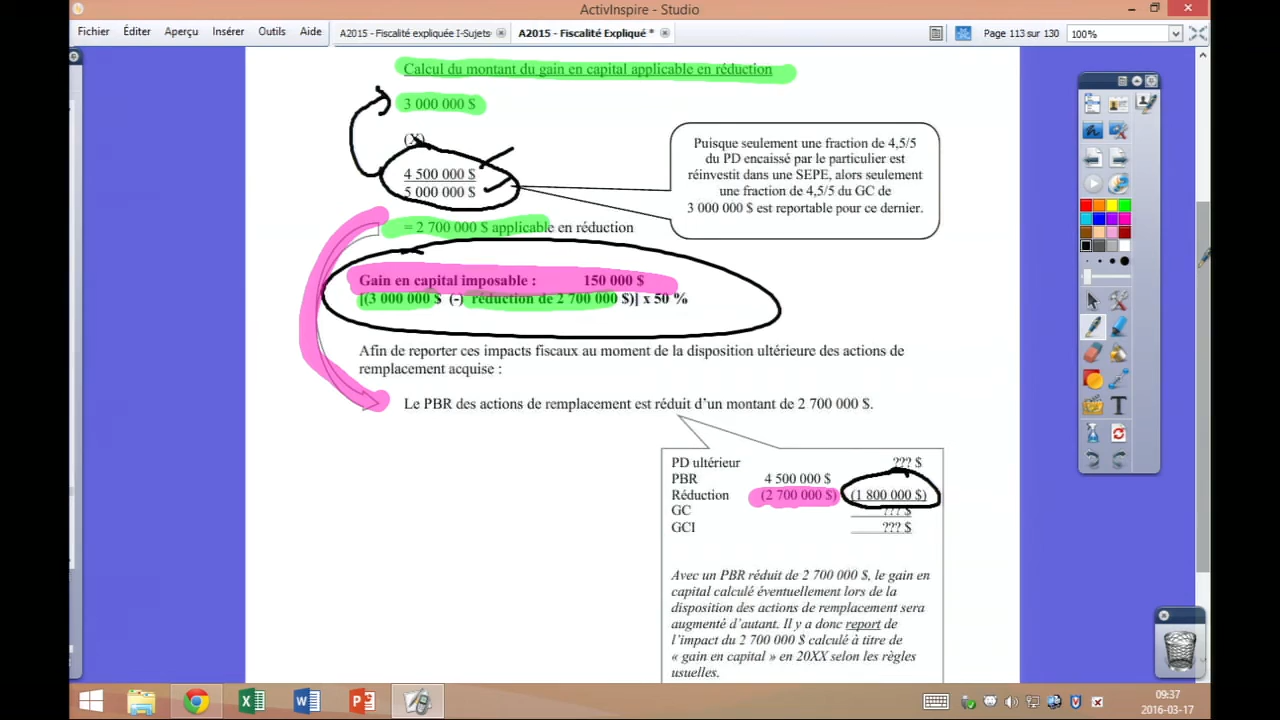 ActivInspire - Studio
Fichier Éditer Aperçu Insérer Outils Aide
A2015 - Fiscalité expliquée I-Sujets
A2015 - Fiscalité Expliqué *
Page 113 sur 130
100%
Calcul du montant du gain en capital applicable en réduction
3 000 000 $
(X)
4 500 000 $
5 000 000 $
= 2 700 000 $ applicable en réduction
Puisque seulement une fraction de 4,5/5
du PD encaissé par le particulier est
réinvestit dans une SEPE, alors seulement
une fraction de 4,5/5 du GC de
3 000 000 $ est reportable pour ce dernier.
Gain en capital imposable : 150 000 $
[(3 000 000 $ (-) réduction de 2 700 000 $)] x 50 %
Afin de reporter ces impacts fiscaux au moment de la disposition ultérieure des actions de
remplacement acquise :
Le PBR des actions de remplacement est réduit d’un montant de 2 700 000 $.
PD ultérieur ??? $
PBR 4 500 000 $
Réduction (2 700 000 $) (1 800 000 $)
GC ??? $
GCI ??? $
Avec un PBR réduit de 2 700 000 $, le gain en
capital calculé éventuellement lors de la
disposition des actions de remplacement sera
augmenté d’autant. Il y a donc report de
l’impact du 2 700 000 $ calculé à titre de
« gain en capital » en 20XX selon les règles
usuelles.
09:37
2016-03-17